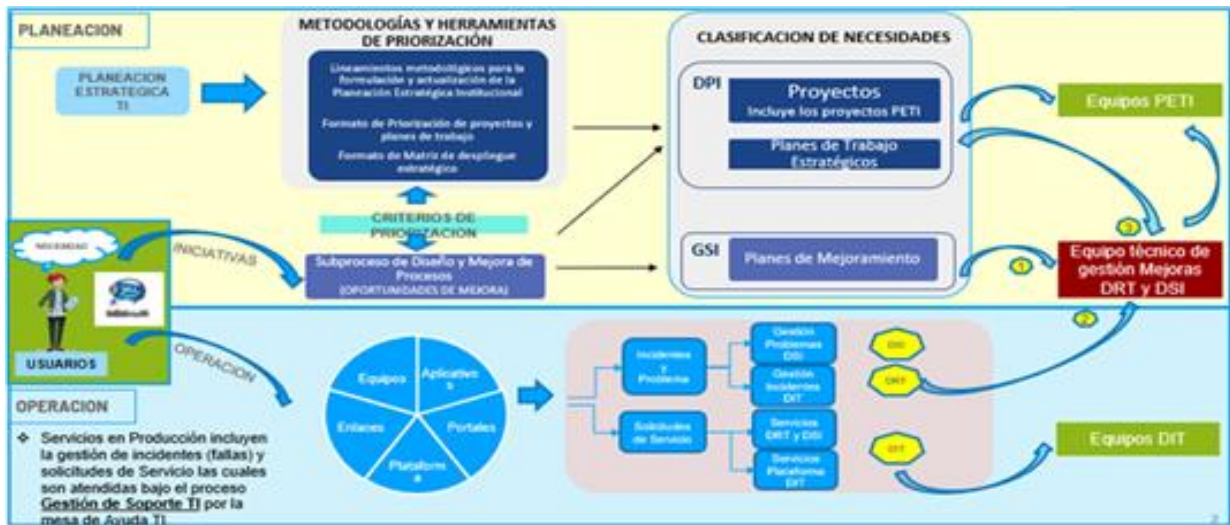 PLANEACION
PLANEACION
ESTRATEGICA
TI
METODOLOGÍAS Y HERRAMIENTAS
DE PRIORIZACIÓN
Lineamientos metodológicos para la
formulación y actualización de la
Planeación Estratégica Institucional
Formato de Priorización de proyectos y
planes de trabajo
Formato de Matriz de despliegue
estratégico
CRITERIOS DE
PRIORIZACION
Subproceso de Diseño y Mejora de
Procesos
(OPORTUNIDADES DE MEJORA)
CLASIFICACION DE NECESIDADES
DPI
Proyectos
Incluye los proyectos PETI
Planes de Trabajo
Estratégicos
GSI
Planes de Mejoramiento
Equipos PETI
3
1
Equipo técnico de
gestión Mejoras
DRT y DSI
2
NECESIDAD
USUARIOS
INICIATIVAS
OPERACION
OPERACION
❖ Servicios en Producción incluyen
la gestión de incidentes (fallas) y
solicitudes de Servicio las cuales
son atendidas bajo el proceso
Gestión de Soporte TI por la
mesa de Ayuda TI
Equipos
Aplicativo
s
Enlaces
Portales
Plataform
a
Incidentes
y
Problema
Gestión
Problemas
DSI
Gestión
Incidentes
DIT
Solicitudes
de Servicio
Servicios
DRT y DSI
Servicios
Plataforma
DIT
DSI
DRT
DIT
Equipos DIT